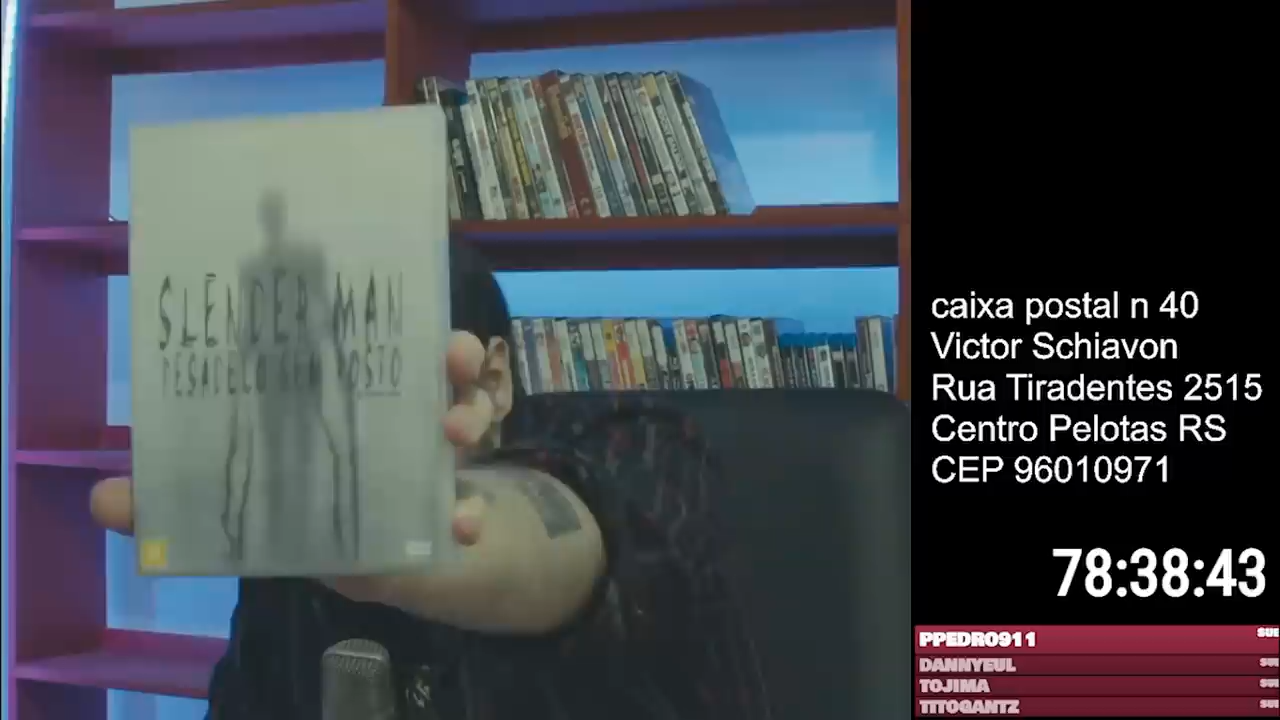 SLENDER MAN
PESADELO SEM ROSTO
caixa postal n 40
Victor Schiavon
Rua Tiradentes 2515
Centro Pelotas RS
CEP 96010971
78:38:43
PPEDRO911
DANNYEUL
TOJIMA
TITOGANTZ